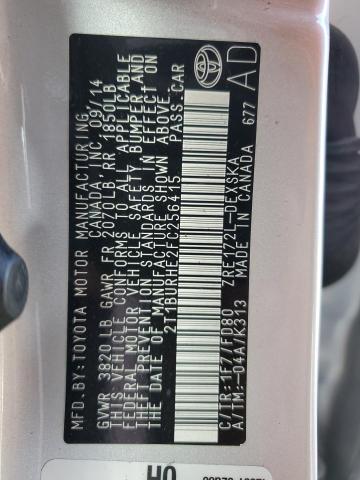 MFD. BY: TOYOTA MOTOR MANUFACTURING
CANADA, INC. 09/14
GVWR 3820 LB GAWR FR 2070LB, RR 1850LB
THIS VEHICLE CONFORMS TO ALL APPLICABLE
FEDERAL MOTOR VEHICLE SAFETY, BUMPER AND
THEFT PREVENTION STANDARDS IN EFFECT ON
THE DATE OF MANUFACTURE SHOWN ABOVE.
2T1BURHE2FC256415 PASS. CAR
C/TR:1F7/FB80 ZRE172L-DEXSKA
A/TM:-04A/K313 MADE IN CANADA 677
AD
TOYOTA